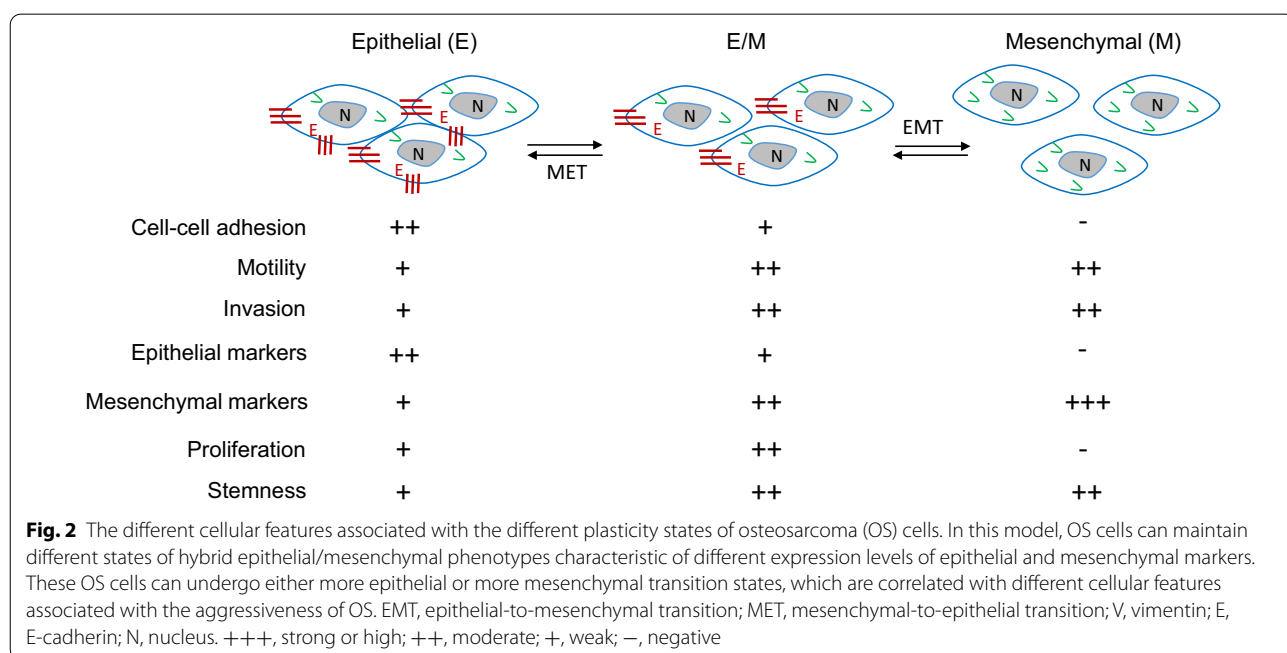 Epithelial (E) E/M Mesenchymal (M)
N N V V V V E E N V V E
N N V V V V E E N V V E
N N V V V V V V N V V V V
EMT
MET
Cell-cell adhesion ++ + -
Motility + ++ ++
Invasion + ++ ++
Epithelial markers ++ + -
Mesenchymal markers + ++ +++
Proliferation + ++ -
Stemness + ++ ++
Fig. 2 The different cellular features associated with the different plasticity states of osteosarcoma (OS) cells. In this model, OS cells can maintain
different states of hybrid epithelial/mesenchymal phenotypes characteristic of different expression levels of epithelial and mesenchymal markers.
These OS cells can undergo either more epithelial or more mesenchymal transition states, which are correlated with different cellular features
associated with the aggressiveness of OS. EMT, epithelial-to-mesenchymal transition; MET, mesenchymal-to-epithelial transition; V, vimentin; E,
E-cadherin; N, nucleus. +++, strong or high; ++, moderate; +, weak; −, negative